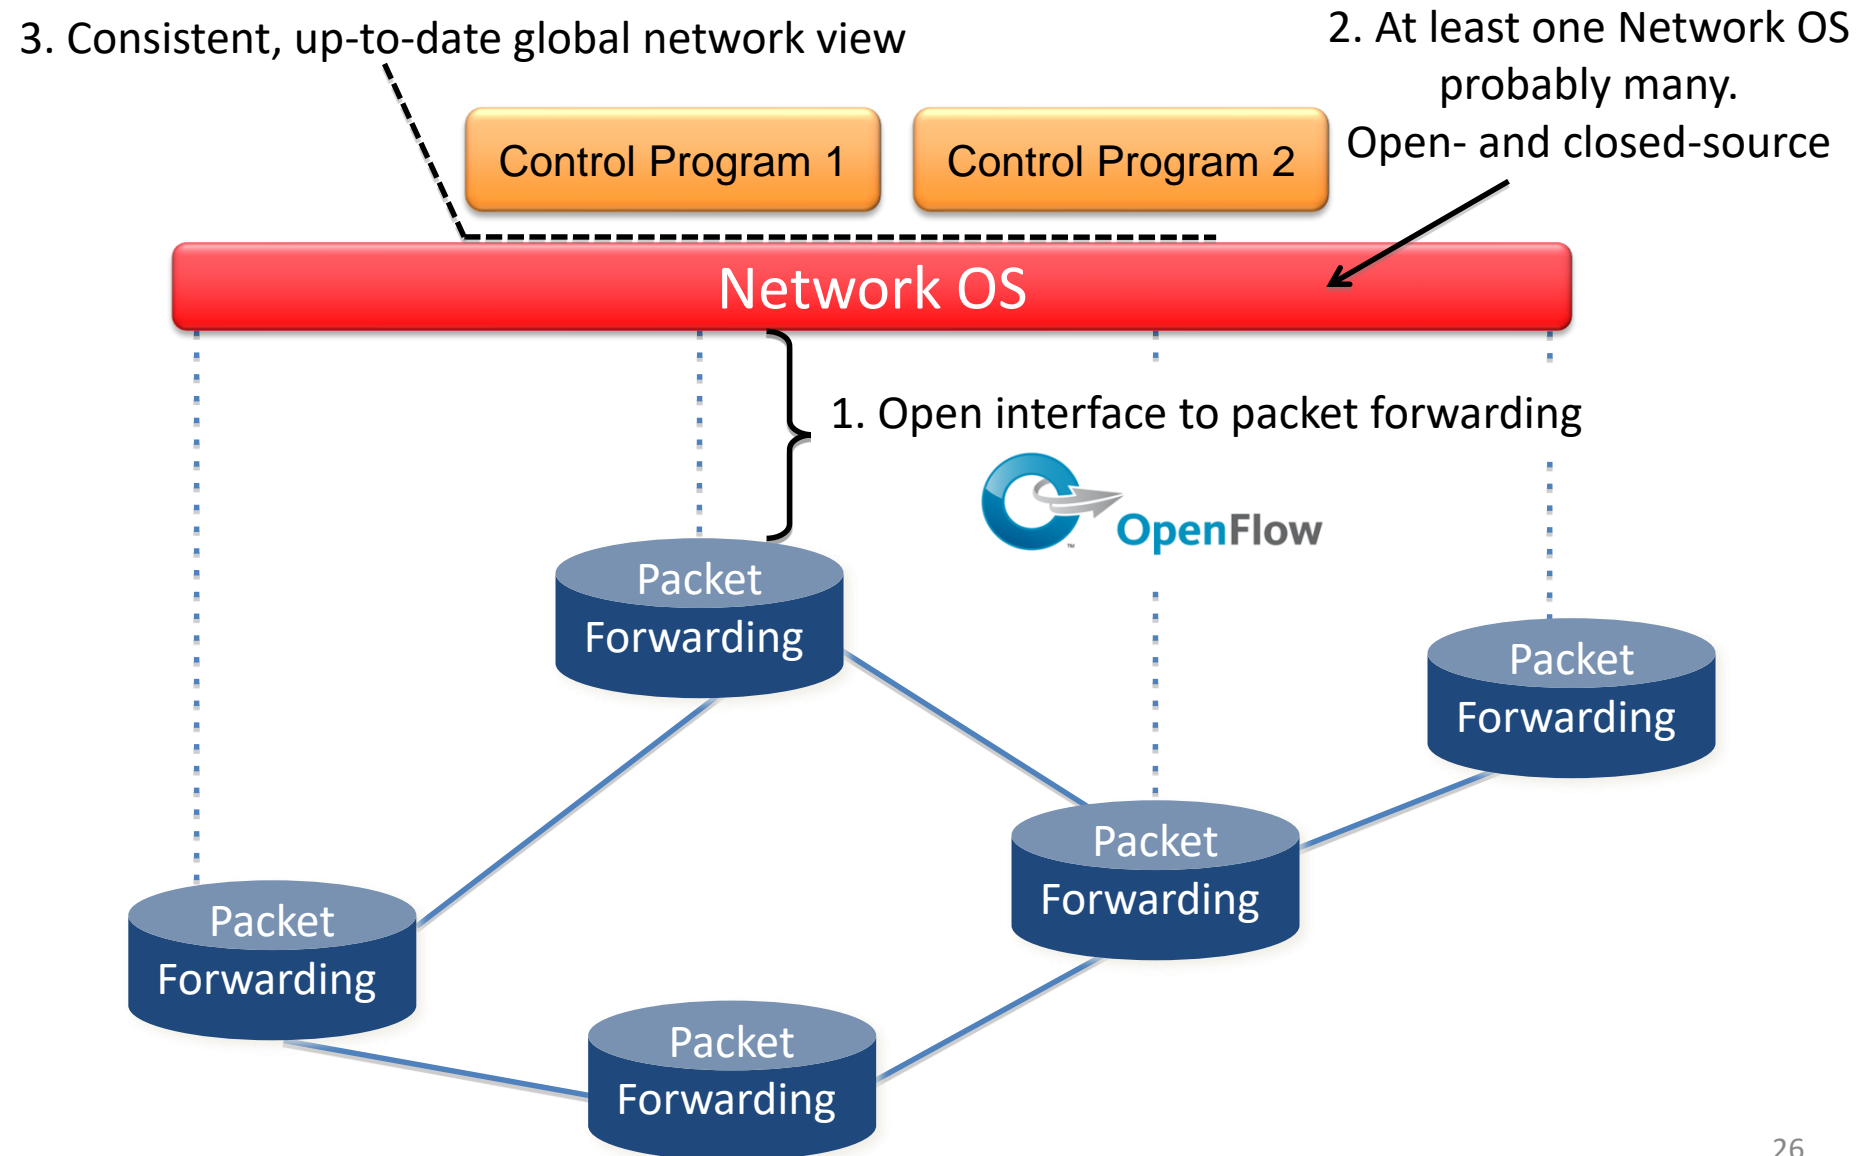 3. Consistent, up-to-date global network view
2. At least one Network OS
probably many.
Open- and closed-source
Control Program 1
Control Program 2
Network OS
1. Open interface to packet forwarding
OpenFlow
™
Packet
Forwarding
Packet
Forwarding
Packet
Forwarding
Packet
Forwarding
Packet
Forwarding
26